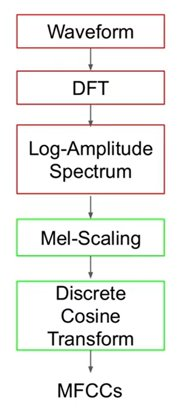 Waveform
DFT
Log-Amplitude
Spectrum
Mel-Scaling
Discrete
Cosine
Transform
MFCCs